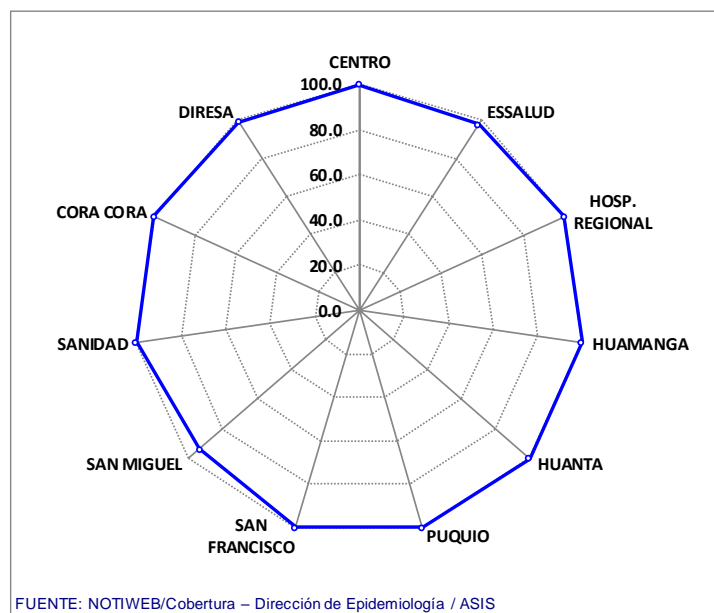 CENTRO
100.0
DIRESA
ESSALUD
80.0
60.0
HOSP.
REGIONAL
CORA CORA
40.0
20.0
0.0
SANIDAD
HUAMANGA
SAN MIGUEL
HUANTA
SAN
FRANCISCO
PUQUIO
FUENTE: NOTIWEB/Cobertura – Dirección de Epidemiología / ASIS